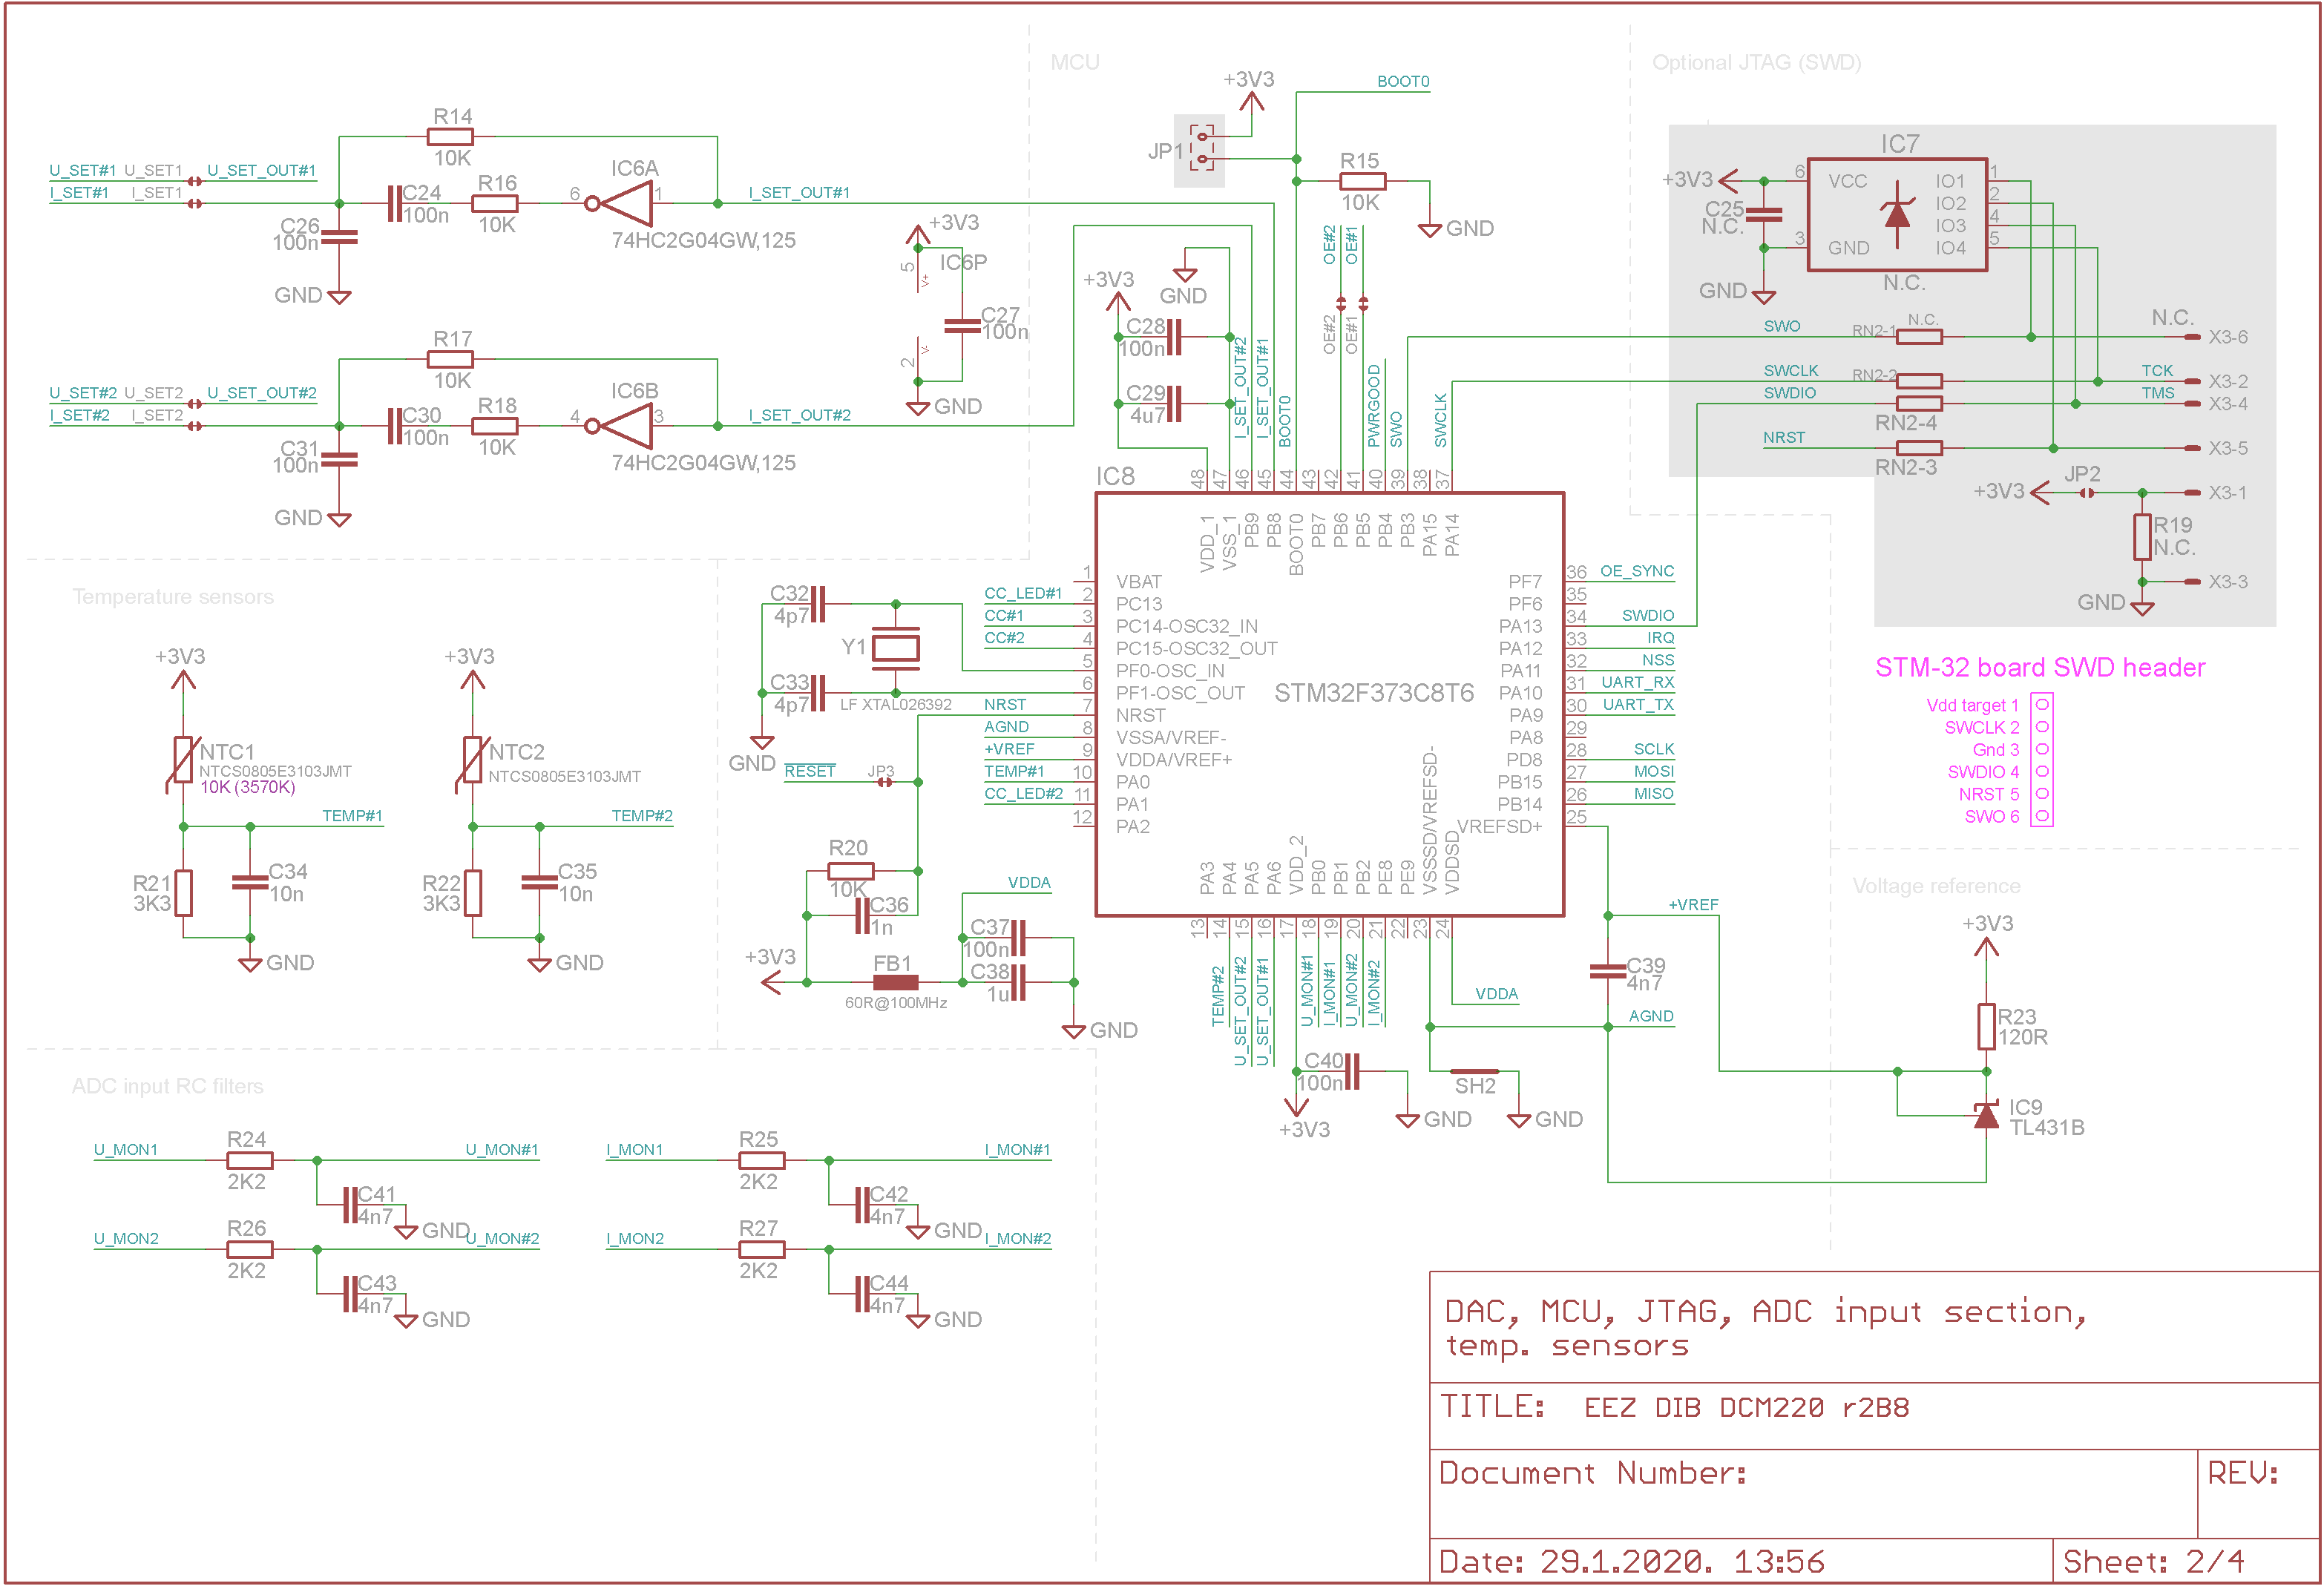 MCU
Optional JTAG (SWD)
R14
10K
U_SET#1 U_SET1 U_SET_OUT#1
I_SET#1 I_SET1
C24
100n
R16
10K
IC6A
6
1
74HC2G04GW,125
I_SET_OUT#1
C26
100n
GND
+3V3
IC6P
5
V+
2
V-
C27
100n
GND
R17
10K
U_SET#2 U_SET2 U_SET_OUT#2
I_SET#2 I_SET2
C30
100n
R18
10K
IC6B
4
3
74HC2G04GW,125
I_SET_OUT#2
C31
100n
GND
+3V3
JP1
BOOT0
R15
10K
GND
+3V3
GND
C28
100n
C29
4u7
I_SET_OUT#2
I_SET_OUT#1
BOOT0
OE#2
OE#1
OE#2
OE#1
PWRGOOD
SWO
SWCLK
IC7
+3V3
C25
N.C.
GND
6
VCC
3
GND
IO1
1
IO2
2
IO3
4
IO4
5
N.C.
SWO
RN2-1
N.C.
N.C.
X3-6
SWCLK
RN2-2
TCK
X3-2
SWDIO
RN2-4
TMS
X3-4
NRST
RN2-3
X3-5
+3V3
JP2
X3-1
R19
N.C.
X3-3
GND
STM-32 board SWD header
Vdd target 1
SWCLK 2
Gnd 3
SWDIO 4
NRST 5
SWO 6
IC8
48 47 46 45 44 43 42 41 40 39 38 37
VDD_1
VSS_1
PB9
PB8
BOOT0
PB7
PB6
PB5
PB4
PB3
PA15
PA14
STM32F373C8T6
1 VBAT
CC_LED#1 2 PC13
CC#1 3 PC14-OSC32_IN
CC#2 4 PC15-OSC32_OUT
5 PF0-OSC_IN
6 PF1-OSC_OUT
NRST 7 NRST
AGND 8 VSSA/VREF-
+VREF 9 VDDA/VREF+
TEMP#1 10 PA0
CC_LED#2 11 PA1
12 PA2
PF7 36 OE_SYNC
PF6 35
PA13 34 SWDIO
PA12 33 IRQ
PA11 32 NSS
PA10 31 UART_RX
PA9 30 UART_TX
PA8 29
PD8 28 SCLK
PB15 27 MOSI
PB14 26 MISO
VREFSD+ 25
PA3
PA4
PA5
PA6
VDD_2
PB0
PB1
PB2
PE8
PE9
VSSSD/VREFSD-
VDDSD
13 14 15 16 17 18 19 20 21 22 23 24
TEMP#2
U_SET_OUT#2
U_SET_OUT#1
U_MON#1
I_MON#1
U_MON#2
I_MON#2
C32
4p7
Y1
C33
4p7
LF XTAL026392
GND
RESET
JP3
R20
10K
C36
1n
VDDA
C37
100n
C38
1u
+3V3
FB1
60R@100MHz
GND
C40
100n
+3V3
GND
SH2
GND
VDDA
AGND
C39
4n7
+VREF
Voltage reference
+3V3
R23
120R
IC9
TL431B
Temperature sensors
+3V3
NTC1
NTCS0805E3103JMT
10K (3570K)
TEMP#1
R21
3K3
C34
10n
GND
+3V3
NTC2
NTCS0805E3103JMT
TEMP#2
R22
3K3
C35
10n
GND
ADC input RC filters
U_MON1
R24
2K2
U_MON#1
C41
4n7
GND
I_MON1
R25
2K2
I_MON#1
C42
4n7
GND
U_MON2
R26
2K2
U_MON#2
C43
4n7
GND
I_MON2
R27
2K2
I_MON#2
C44
4n7
GND
DAC, MCU, JTAG, ADC input section,
temp. sensors
TITLE: EEZ DIB DCM220 r2B8
Document Number:
REV:
Date: 29.1.2020. 13:56
Sheet: 2/4